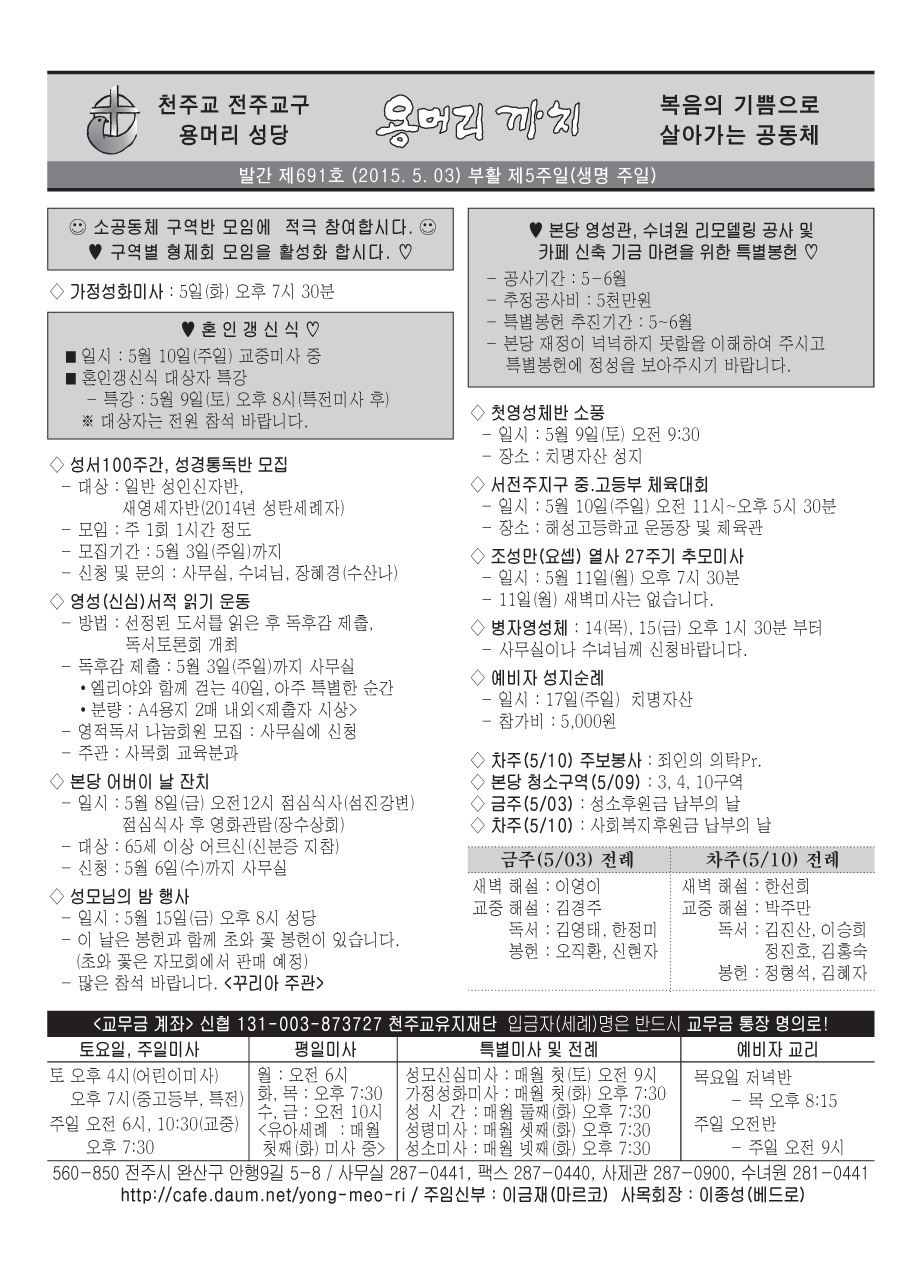 천주교 전주교구
용머리 성당
용머리 까치
복음의 기쁨으로
살아가는 공동체
발간 제691호 (2015. 5. 03) 부활 제5주일(생명 주일)
☺ 소공동체 구역반 모임에 적극 참여합시다. ☺
♥ 구역별 형제회 모임을 활성화 합시다. ♡
◇ 가정성화미사 : 5일(화) 오후 7시 30분
♥ 혼 인 갱 신 식 ♡
■ 일시 : 5월 10일(주일) 교중미사 중
■ 혼인갱신식 대상자 특강
- 특강 : 5월 9일(토) 오후 8시(특전미사 후)
※ 대상자는 전원 참석 바랍니다.
◇ 성서100주간, 성경통독반 모집
- 대상 : 일반 성인신자반,
새영세자반(2014년 성탄세례자)
- 모임 : 주 1회 1시간 정도
- 모집기간 : 5월 3일(주일)까지
- 신청 및 문의 : 사무실, 수녀님, 장혜경(수산나)
◇ 영성(신심)서적 읽기 운동
- 방법 : 선정된 도서를 읽은 후 독후감 제출,
독서토론회 개최
- 독후감 제출 : 5월 3일(주일)까지 사무실
• 엘리야와 함께 걷는 40일, 아주 특별한 순간
• 분량 : A4용지 2매 내외<제출자 시상>
- 영적독서 나눔회원 모집 : 사무실에 신청
- 주관 : 사목회 교육분과
◇ 본당 어버이 날 잔치
- 일시 : 5월 8일(금) 오전12시 점심식사(섬진강변)
점심식사 후 영화관람(장수상회)
- 대상 : 65세 이상 어르신(신분증 지참)
- 신청 : 5월 6일(수)까지 사무실
◇ 성모님의 밤 행사
- 일시 : 5월 15일(금) 오후 8시 성당
- 이 날은 봉헌과 함께 초와 꽃 봉헌이 있습니다.
(초와 꽃은 자모회에서 판매 예정)
- 많은 참석 바랍니다. <꾸리아 주관>
♥ 본당 영성관, 수녀원 리모델링 공사 및
카페 신축 기금 마련을 위한 특별봉헌 ♡
- 공사기간 : 5-6월
- 추정공사비 : 5천만원
- 특별봉헌 추진기간 : 5~6월
- 본당 재정이 넉넉하지 못함을 이해하여 주시고
특별봉헌에 정성을 보아주시기 바랍니다.
◇ 첫영성체반 소풍
- 일시 : 5월 9일(토) 오전 9:30
- 장소 : 치명자산 성지
◇ 서전주지구 중.고등부 체육대회
- 일시 : 5월 10일(주일) 오전 11시~오후 5시 30분
- 장소 : 해성고등학교 운동장 및 체육관
◇ 조성만(요셉) 열사 27주기 추모미사
- 일시 : 5월 11일(월) 오후 7시 30분
- 11일(월) 새벽미사는 없습니다.
◇ 병자영성체 : 14(목), 15(금) 오후 1시 30분 부터
- 사무실이나 수녀님께 신청바랍니다.
◇ 예비자 성지순례
- 일시 : 17일(주일) 치명자산
- 참가비 : 5,000원
◇ 차주(5/10) 주보봉사 : 죄인의 의탁Pr.
◇ 본당 청소구역(5/09) : 3, 4, 10구역
◇ 금주(5/03) : 성소후원금 납부의 날
◇ 차주(5/10) : 사회복지후원금 납부의 날
금주(5/03) 전례
새벽 해설 : 이영이
교중 해설 : 김경주
독서 : 김영태, 한정미
봉헌 : 오직환, 신현자
차주(5/10) 전례
새벽 해설 : 한선희
교중 해설 : 박주만
독서 : 김진산, 이승희
정진호, 김홍숙
봉헌 : 정형석, 김혜자
<교무금 계좌> 신협 131-003-873727 천주교유지재단 입금자(세례)명은 반드시 교무금 통장 명의로!
토요일, 주일미사
토 오후 4시(어린이미사)
오후 7시(중고등부, 특전)
주일 오전 6시, 10:30(교중)
오후 7:30
평일미사
월 : 오전 6시
화, 목 : 오후 7:30
수, 금 : 오전 10시
<유아세례 : 매월
첫째(화) 미사 중>
특별미사 및 전례
성모신심미사 : 매월 첫(토) 오전 9시
가정성화미사 : 매월 첫(화) 오후 7:30
성 시 간 : 매월 둘째(화) 오후 7:30
성령미사 : 매월 셋째(화) 오후 7:30
성소미사 : 매월 넷째(화) 오후 7:30
예비자 교리
목요일 저녁반
- 목 오후 8:15
주일 오전반
- 주일 오전 9시
560-850 전주시 완산구 안행9길 5-8 / 사무실 287-0441, 팩스 287-0440, 사제관 287-0900, 수녀원 281-0441
http://cafe.daum.net/yong-meo-ri / 주임신부 : 이금재(마르코) 사목회장 : 이종성(베드로)